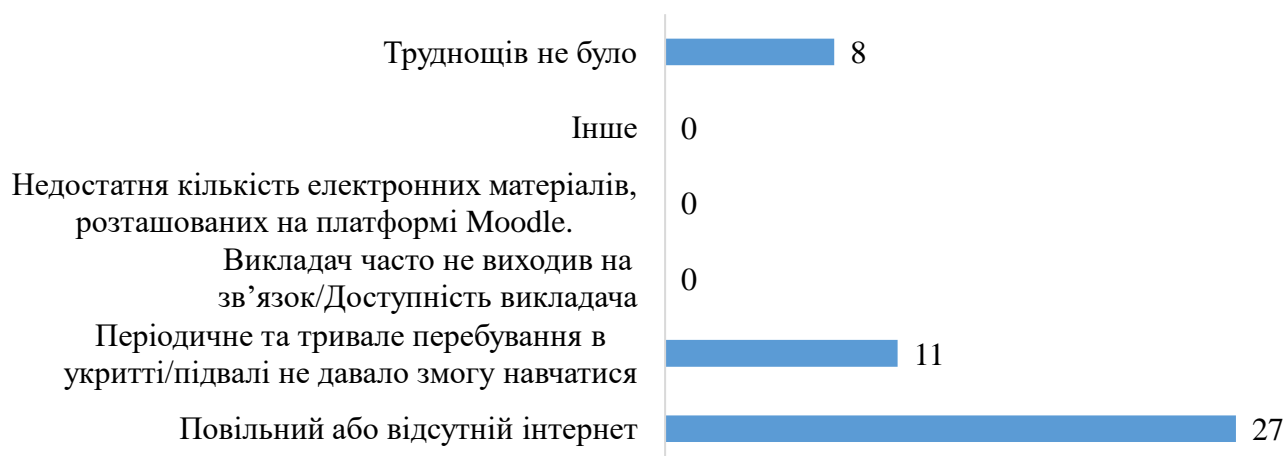 Труднощів не було
8
Інше
0
Недостатня кількість електронних матеріалів,
розташованих на платформі Moodle.
0
Викладач часто не виходив на
зв’язок/Доступність викладача
0
Періодичне та тривале перебування в
укритті/підвалі не давало змогу навчатися
11
Повільний або відсутній інтернет
27